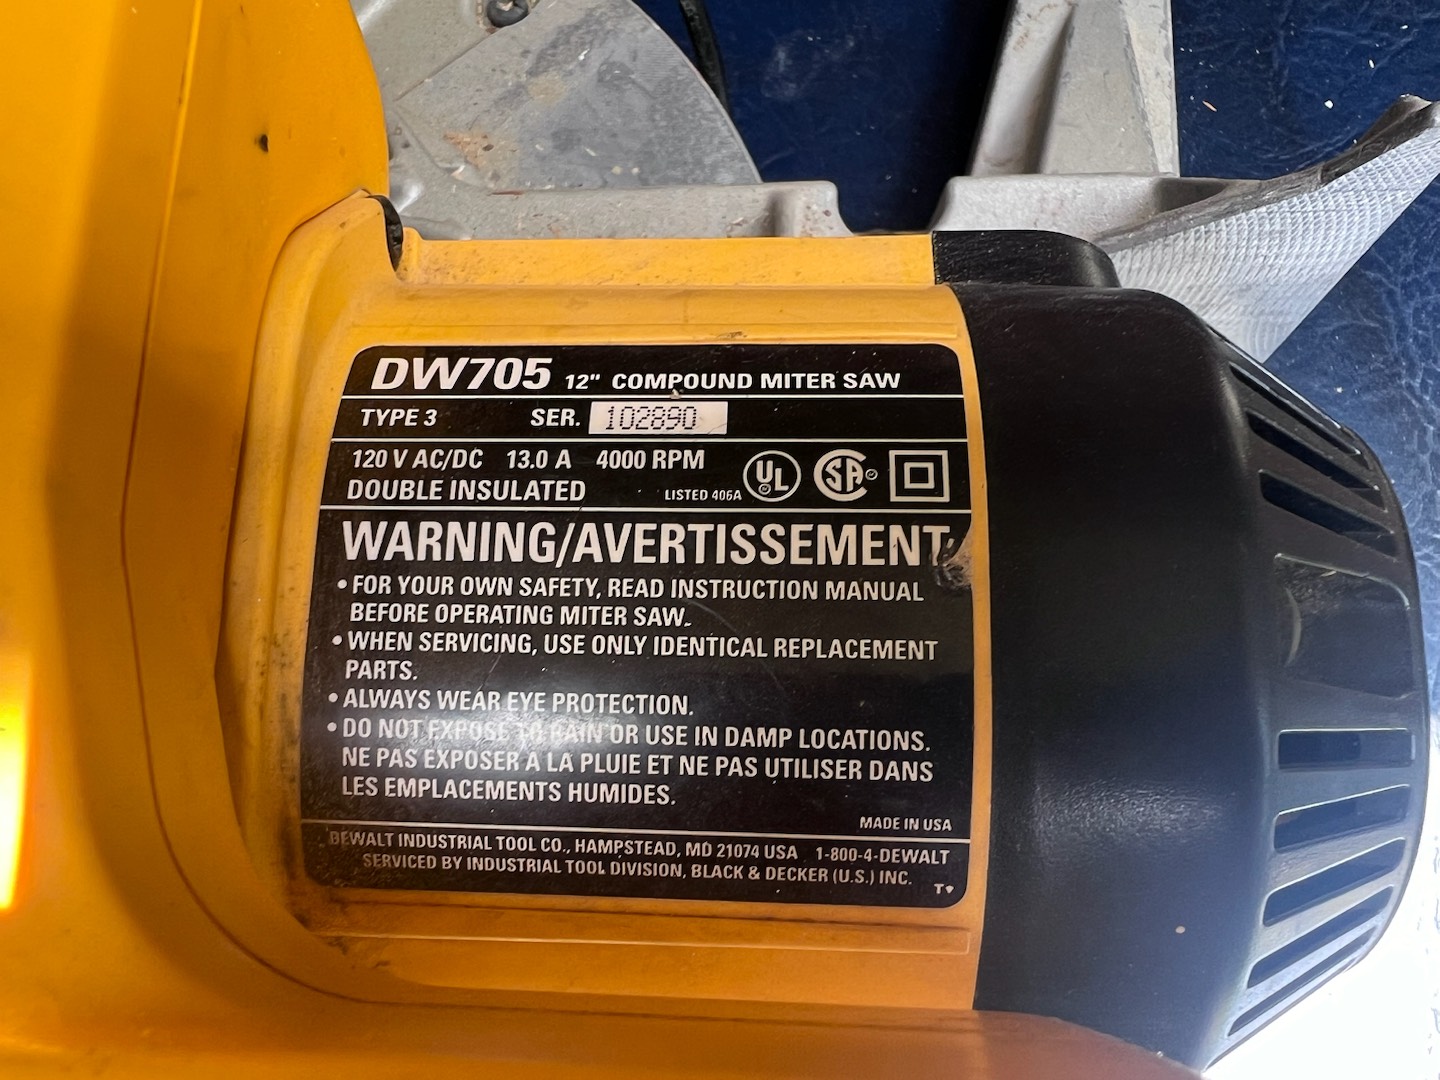 DW705 12" COMPOUND MITER SAW
TYPE 3 SER. 102890
120 V AC/DC 13.0 A 4000 RPM
DOUBLE INSULATED LISTED 406A UL SA
WARNING/AVERTISSEMENT
• FOR YOUR OWN SAFETY, READ INSTRUCTION MANUAL
BEFORE OPERATING MITER SAW.
• WHEN SERVICING, USE ONLY IDENTICAL REPLACEMENT
PARTS.
• ALWAYS WEAR EYE PROTECTION.
• DO NOT EXPOSE TO RAIN OR USE IN DAMP LOCATIONS.
NE PAS EXPOSER A LA PLUIE ET NE PAS UTILISER DANS
LES EMPLACEMENTS HUMIDES.
MADE IN USA
DEWALT INDUSTRIAL TOOL CO., HAMPSTEAD, MD 21074 USA 1-800-4-DEWALT
SERVICED BY INDUSTRIAL TOOL DIVISION, BLACK & DECKER (U.S.) INC.